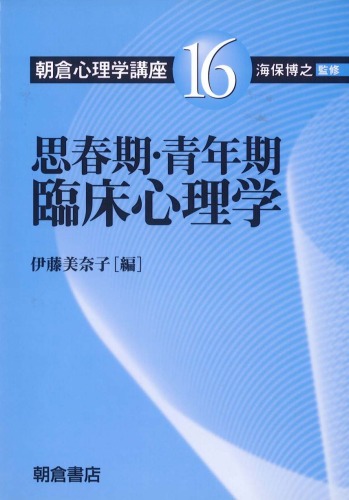 朝倉心理学講座 16 海保博之 監修
思春期・青年期
臨床心理学
伊藤美奈子[編]
朝倉書店